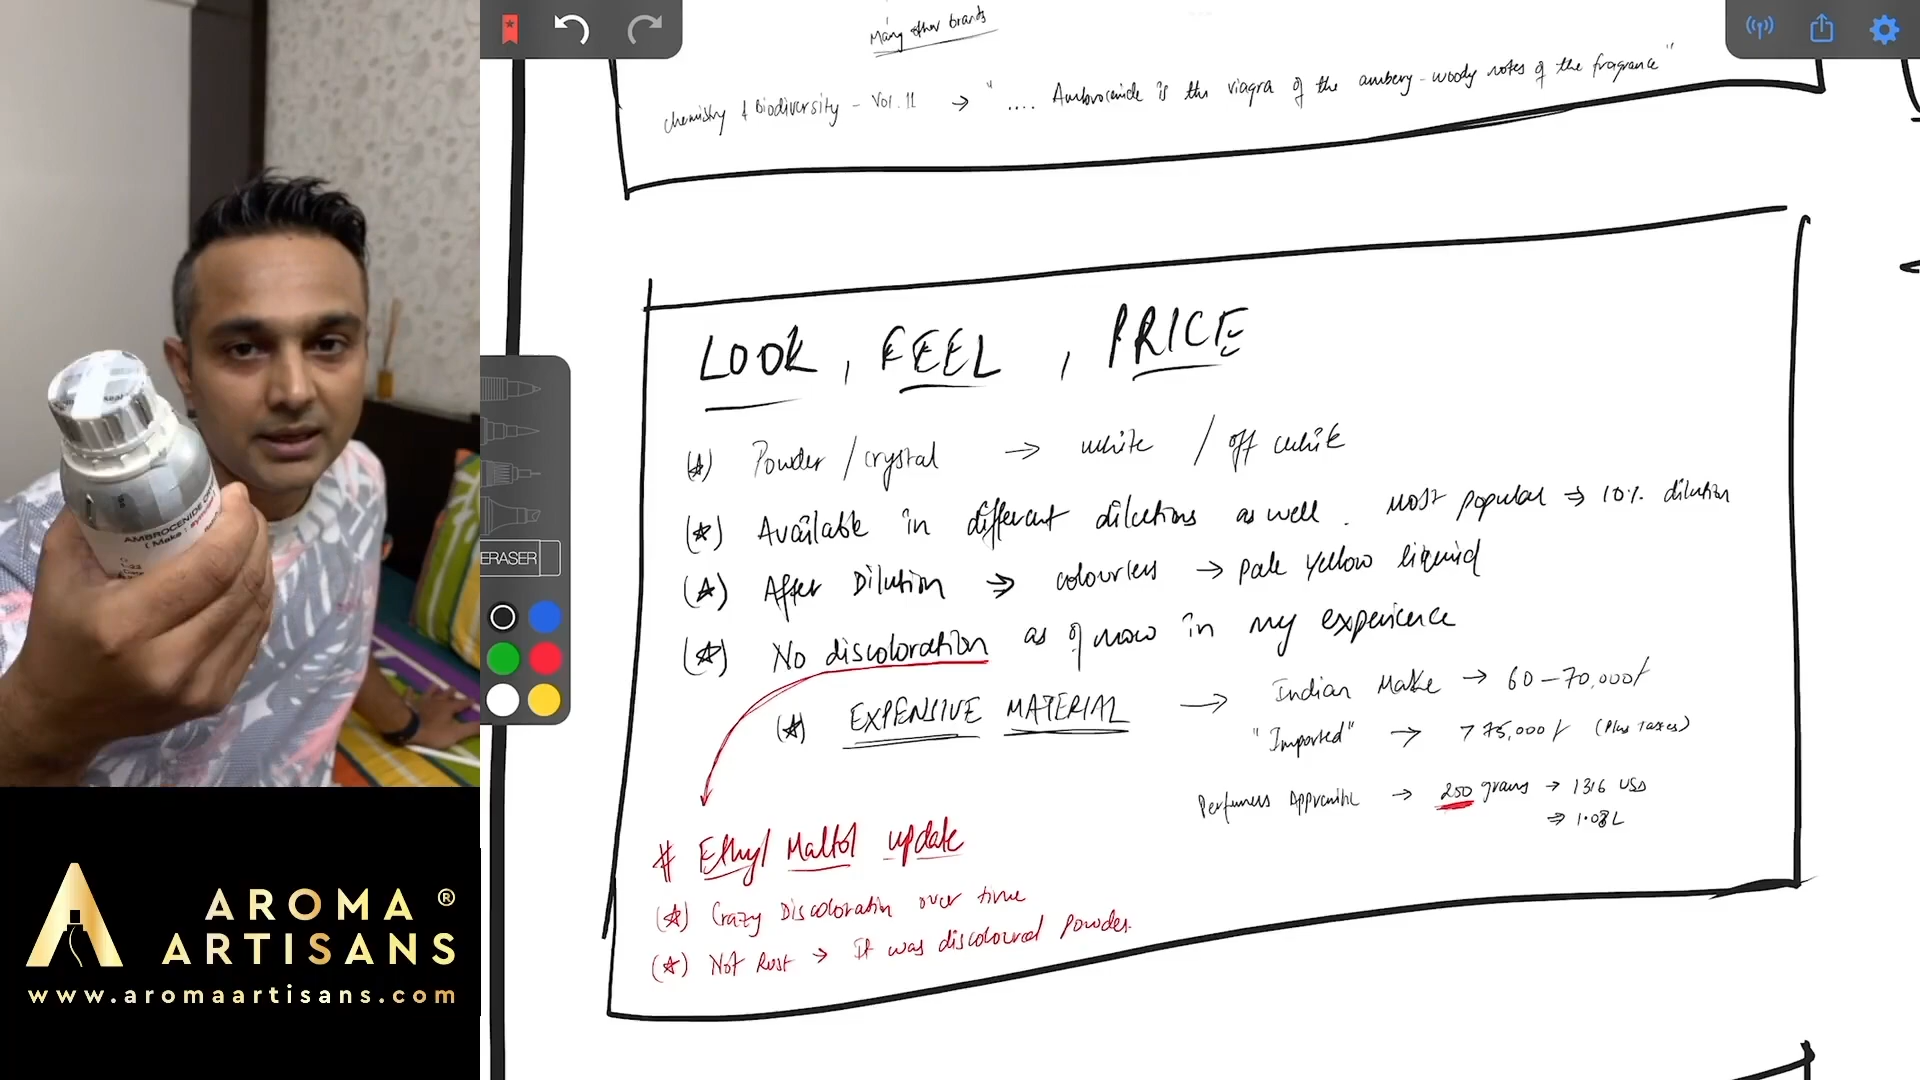 Many other brands
Chemistry & Biodiversity - Vol. 11 → ".... Ambrocenide is the viagra of the ambery-woody notes of the fragrance"
LOOK, FEEL, PRICE
(☆) Powder / crystal → white / off white
(☆) Available in different dilutions as well. Most popular ⇒ 10% dilution
(☆) After Dilution ⇒ colourless → pale yellow liquid
(☆) No discoloration as of now in my experience
(☆) EXPENSIVE MATERIAL → Indian Make → 60-70,000/
"Imported" → 775,000/ (Plus Taxes)
Perfumers Apprentice → 250 grams → 1316 USD
⇒ 1.08L
# Ethyl Maltol update
(☆) Crazy Discoloration over time
(☆) Not Rust → It was discoloured powder.
ERASER
AMBROCENIDE
(Make:
AROMA ®
ARTISANS
www.aromaartisans.com